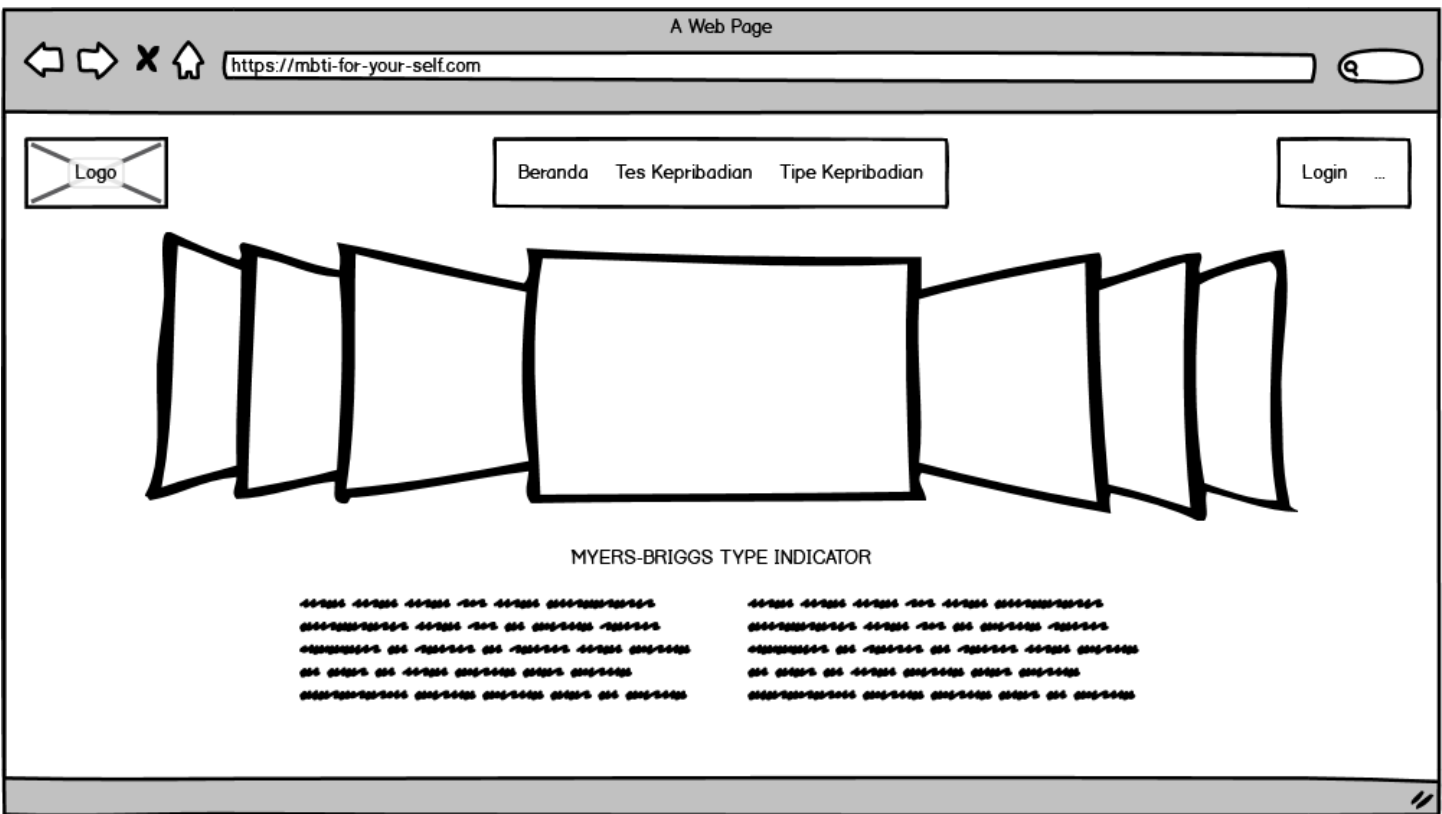 A Web Page
https://mbti-for-your-self.com
Logo
Beranda Tes Kepribadian Tipe Kepribadian
Login ...
MYERS-BRIGGS TYPE INDICATOR